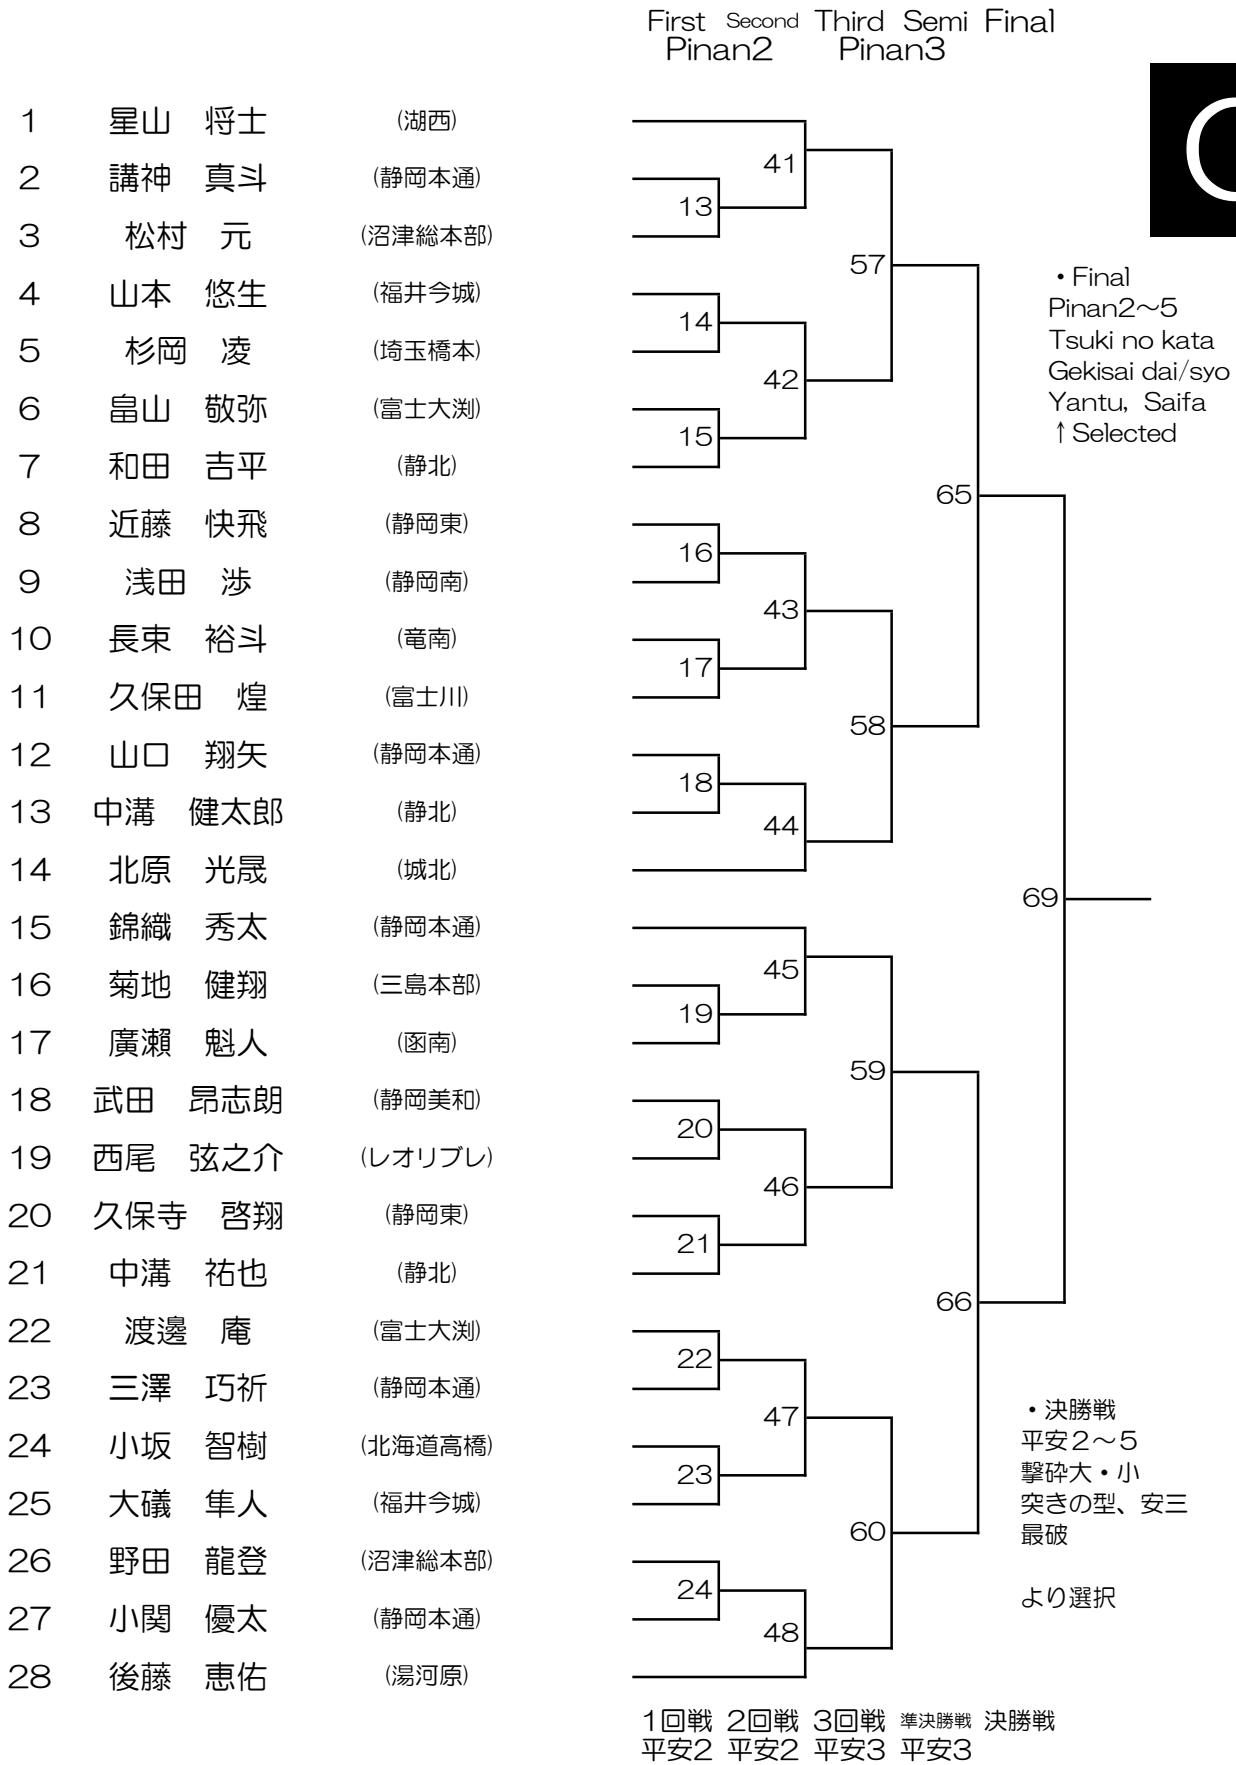 First Second Third Semi Final
Pinan2 Pinan3
1 星山 将士 (湖西)
2 講神 真斗 (静岡本通)
3 松村 元 (沼津総本部)
4 山本 悠生 (福井今城)
5 杉岡 凌 (埼玉橋本)
6 畠山 敬弥 (富士大渕)
7 和田 吉平 (静北)
8 近藤 快飛 (静岡東)
9 浅田 渉 (静岡南)
10 長束 裕斗 (竜南)
11 久保田 煌 (富士川)
12 山口 翔矢 (静岡本通)
13 中溝 健太郎 (静北)
14 北原 光晟 (城北)
15 錦織 秀太 (静岡本通)
16 菊地 健翔 (三島本部)
17 廣瀬 魁人 (函南)
18 武田 昂志朗 (静岡美和)
19 西尾 弦之介 (レオリブレ)
20 久保寺 啓翔 (静岡東)
21 中溝 祐也 (静北)
22 渡邊 庵 (富士大渕)
23 三澤 巧祈 (静岡本通)
24 小坂 智樹 (北海道高橋)
25 大礒 隼人 (福井今城)
26 野田 龍登 (沼津総本部)
27 小関 優太 (静岡本通)
28 後藤 恵佑 (湯河原)
13
14
15
16
17
18
19
20
21
22
23
24
41
42
43
44
45
46
47
48
57
58
59
60
65
66
69
・Final
Pinan2～5
Tsuki no kata
Gekisai dai/syo
Yantu, Saifa
↑Selected
・決勝戦
平安2～5
撃砕大・小
突きの型、安三
最破
より選択
1回戦 2回戦 3回戦 準決勝戦 決勝戦
平安2 平安2 平安3 平安3